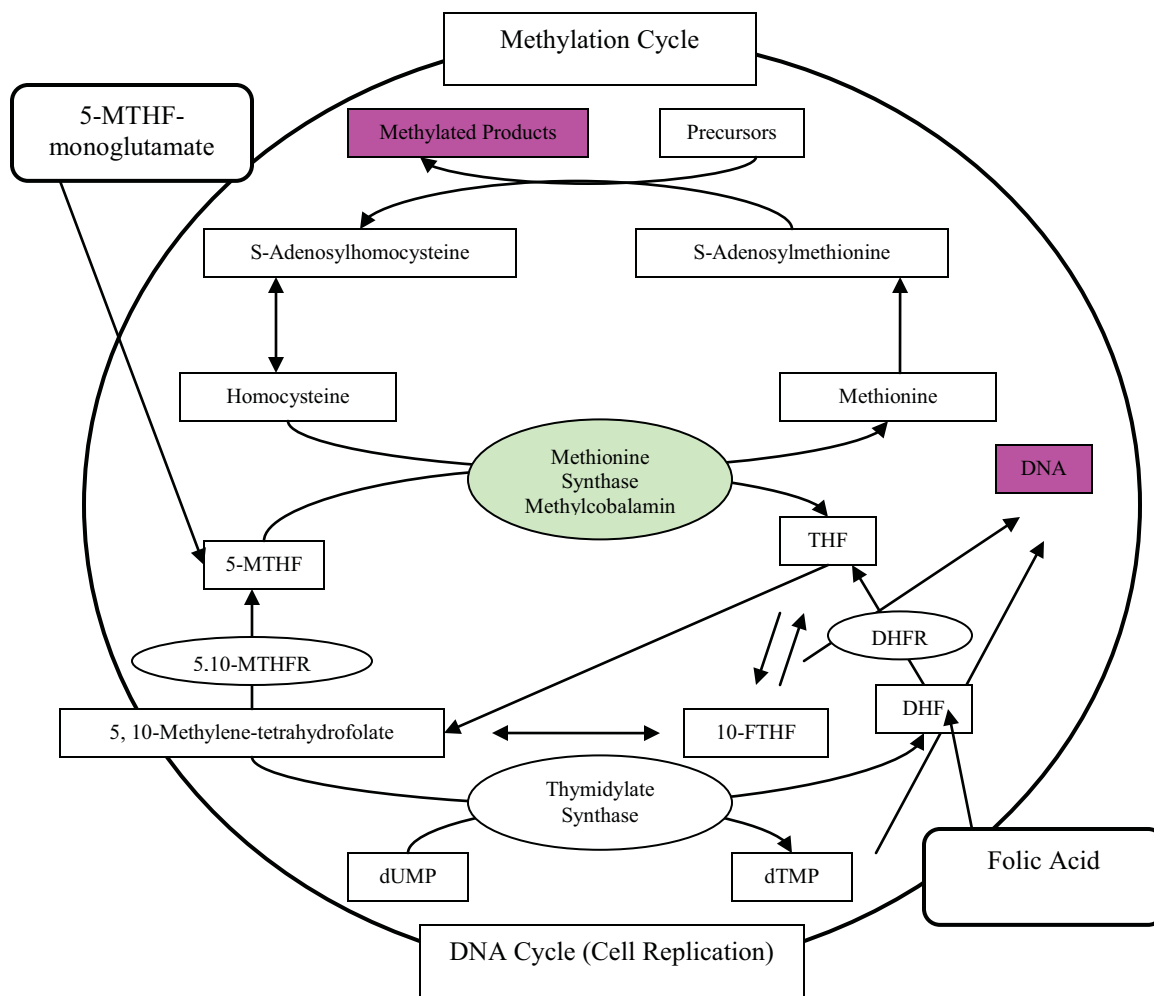 Methylation Cycle
5-MTHF-
monoglutamate
Methylated Products
Precursors
S-Adenosylhomocysteine
S-Adenosylmethionine
Homocysteine
Methionine
Methionine
Synthase
Methylcobalamin
DNA
THF
5-MTHF
DHFR
5.10-MTHFR
DHF
5, 10-Methylene-tetrahydrofolate
10-FTHF
Thymidylate
Synthase
dUMP
dTMP
Folic Acid
DNA Cycle (Cell Replication)